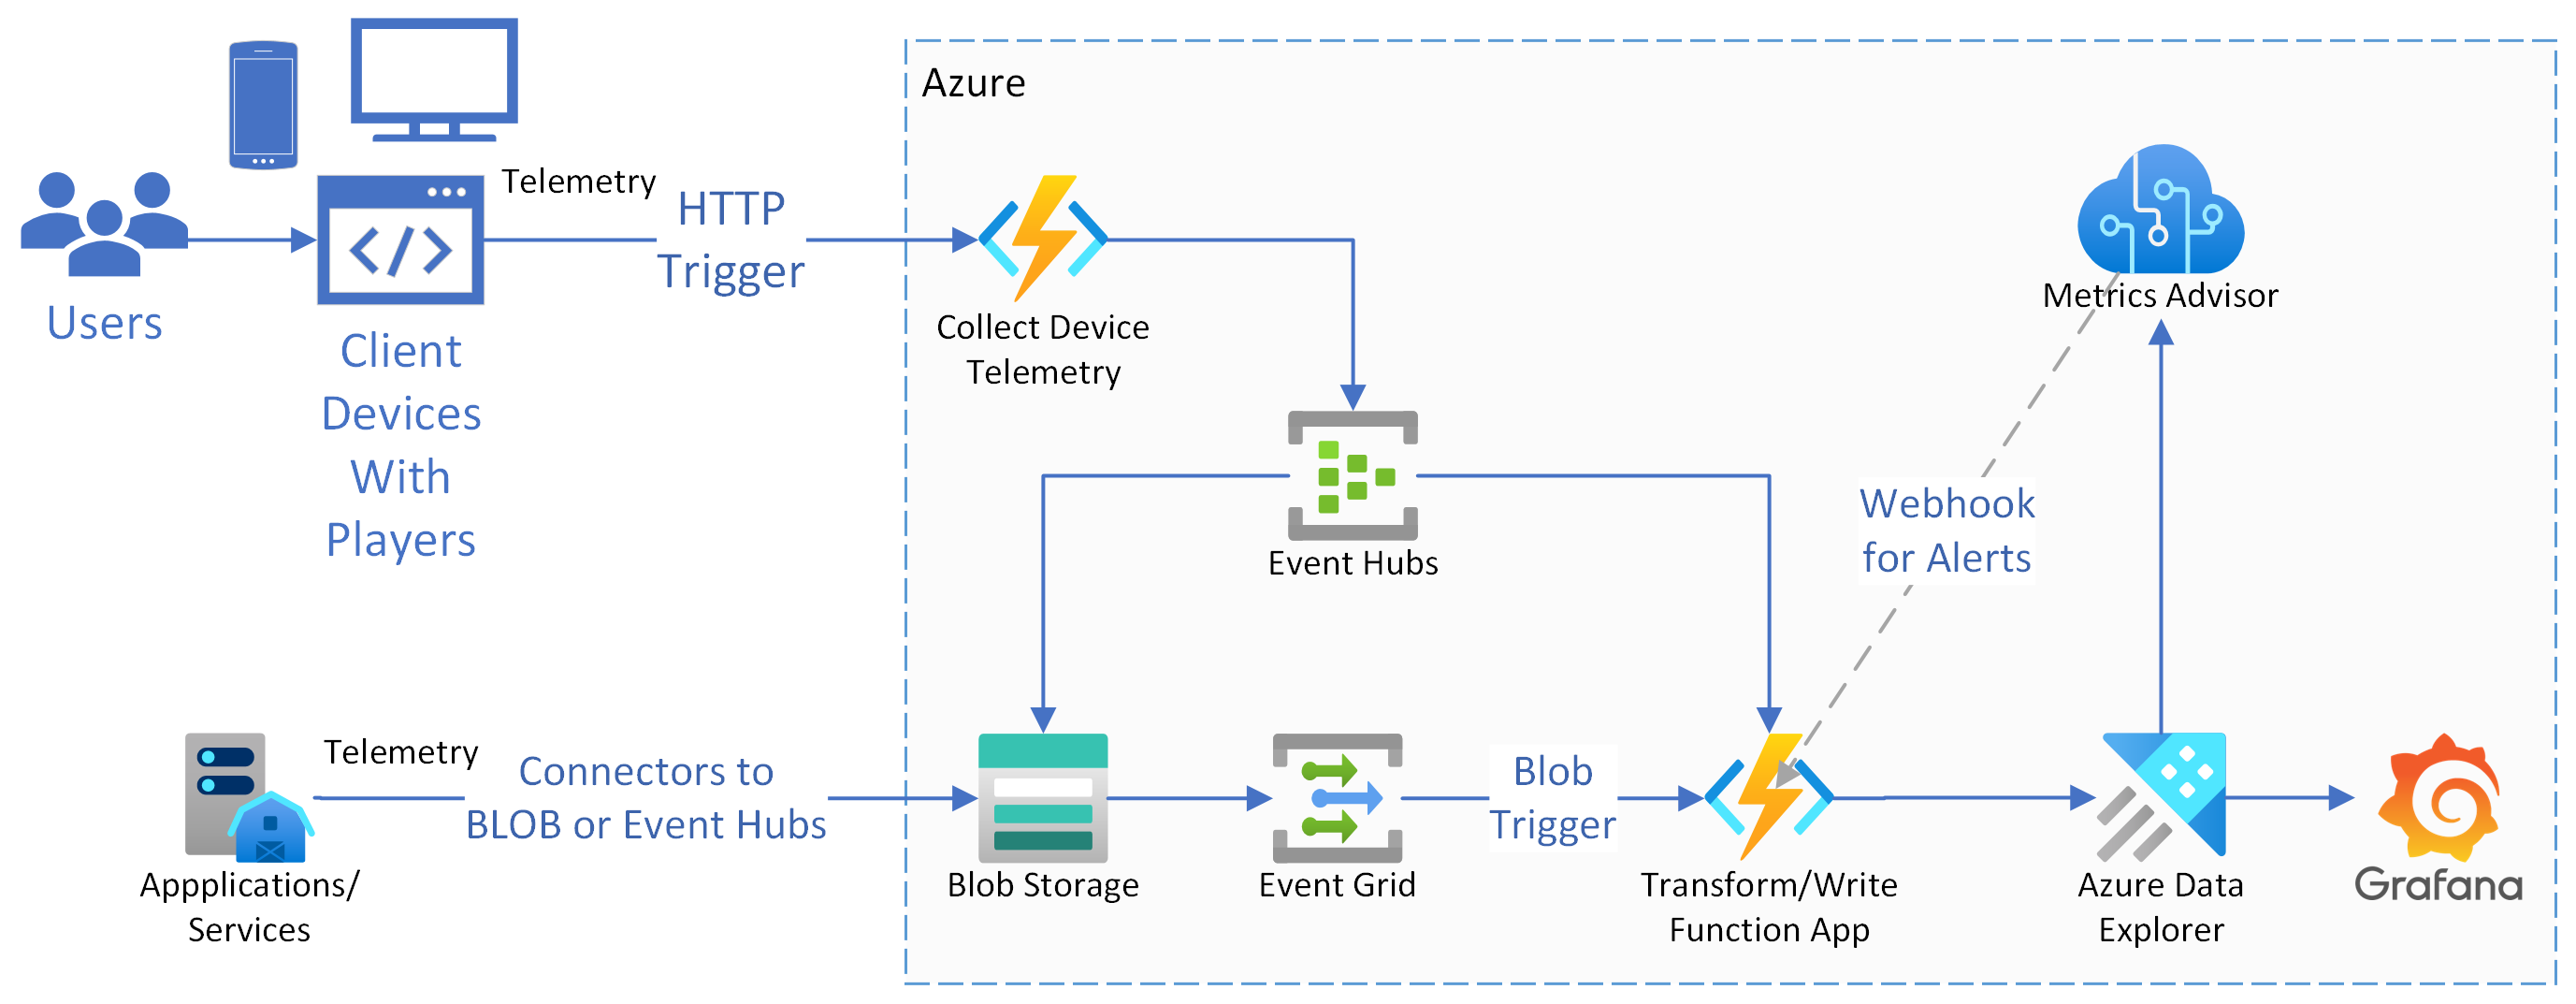 Azure
Telemetry
HTTP
Trigger
Users
Client
Devices
With
Players
Collect Device
Telemetry
Metrics Advisor
Event Hubs
Webhook
for Alerts
Telemetry
Connectors to
BLOB or Event Hubs
Appplications/
Services
Blob Storage
Event Grid
Blob
Trigger
Transform/Write
Function App
Azure Data
Explorer
Grafana